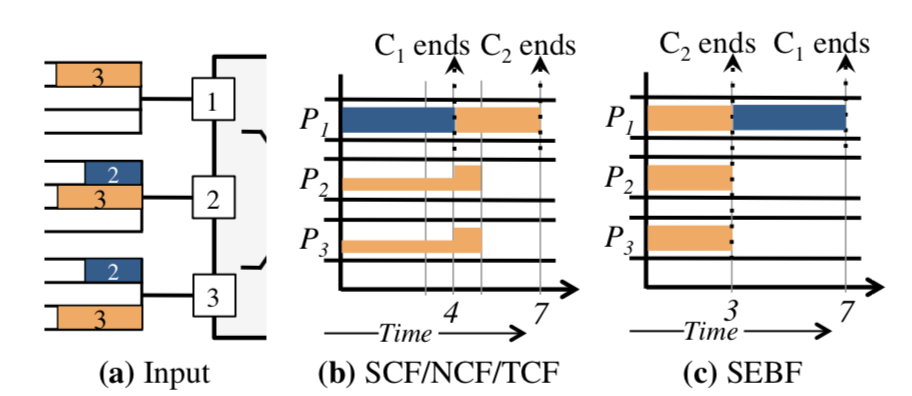 3
1
2
3
2
2
3
3
C1 ends C2 ends
P1
P2
P3
4
7
Time
C2 ends C1 ends
P1
P2
P3
3
7
Time
(a) Input
(b) SCF/NCF/TCF
(c) SEBF